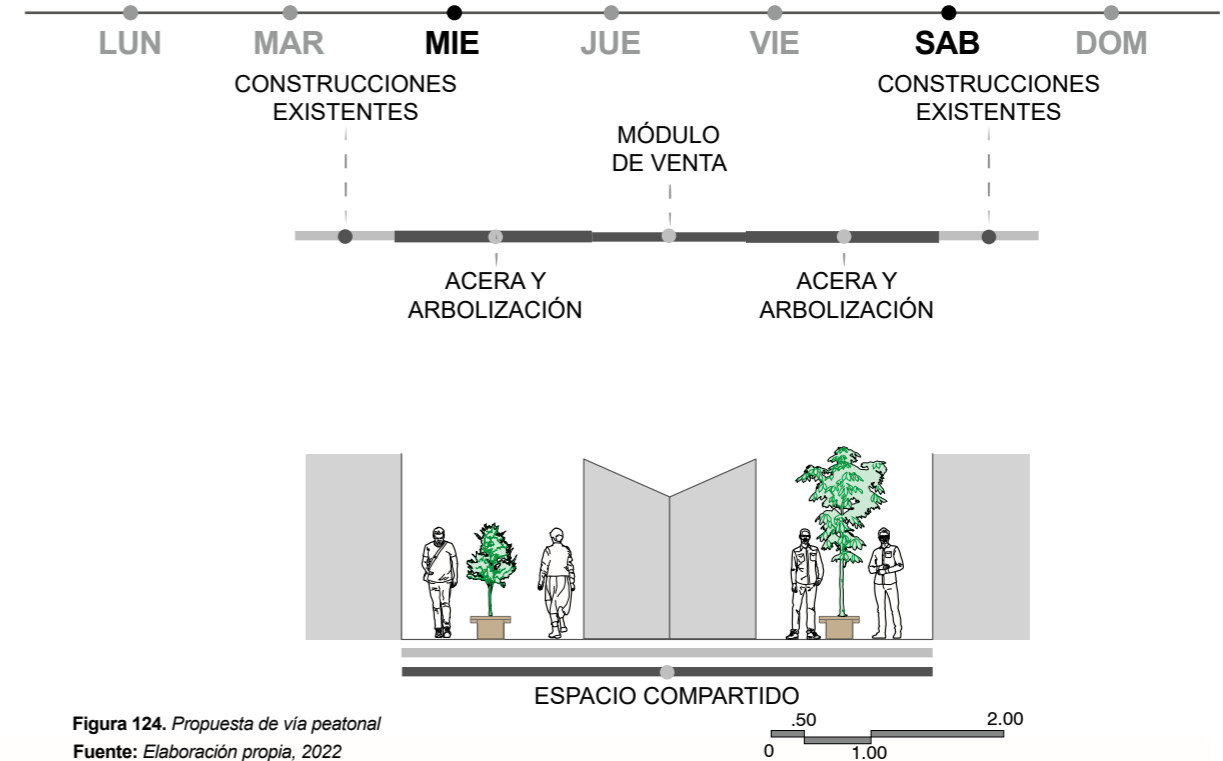 LUN MAR MIE JUE VIE SAB DOM
CONSTRUCCIONES
EXISTENTES
CONSTRUCCIONES
EXISTENTES
MÓDULO
DE VENTA
ACERA Y
ARBOLIZACIÓN
ACERA Y
ARBOLIZACIÓN
ESPACIO COMPARTIDO
Figura 124. Propuesta de vía peatonal
Fuente: Elaboración propia, 2022
.50 2.00
0 1.00